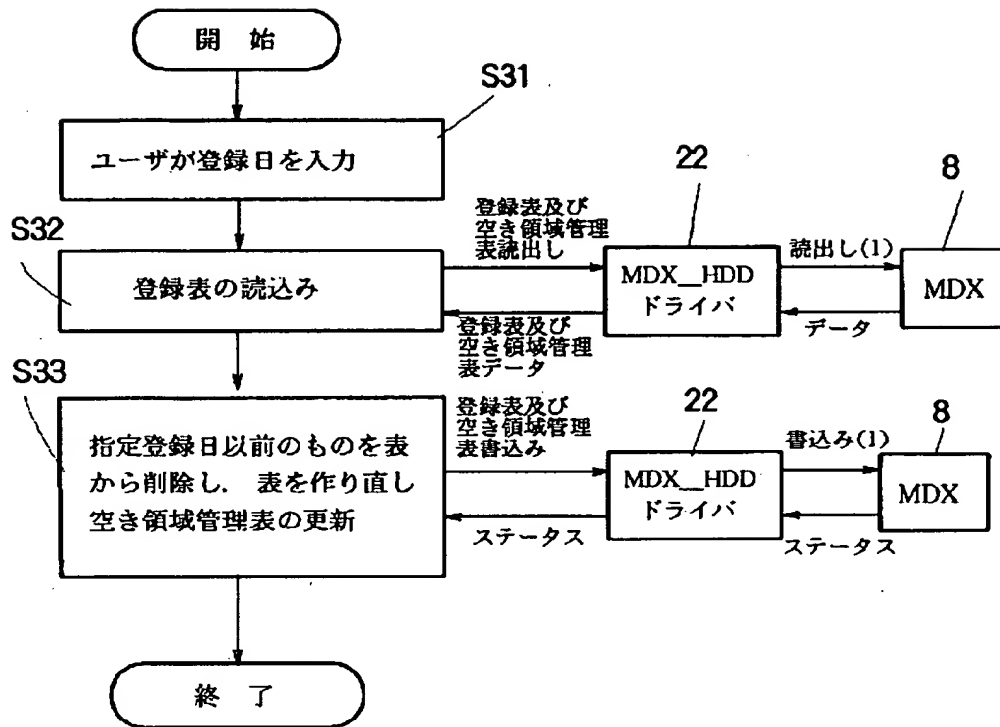 開 始
S31
ユーザが登録日を入力
S32
登録表の読込み
登録表及び
空き領域管理
表読出し
22
MDX__HDD
ドライバ
読出し(1)
8
MDX
データ
登録表及び
空き領域管理
表データ
S33
指定登録日以前のものを表
から削除し. 表を作り直し
空き領域管理表の更新
登録表及び
空き領域管理
表書込み
22
MDX__HDD
ドライバ
書込み(1)
8
MDX
ステータス
ステータス
終 了